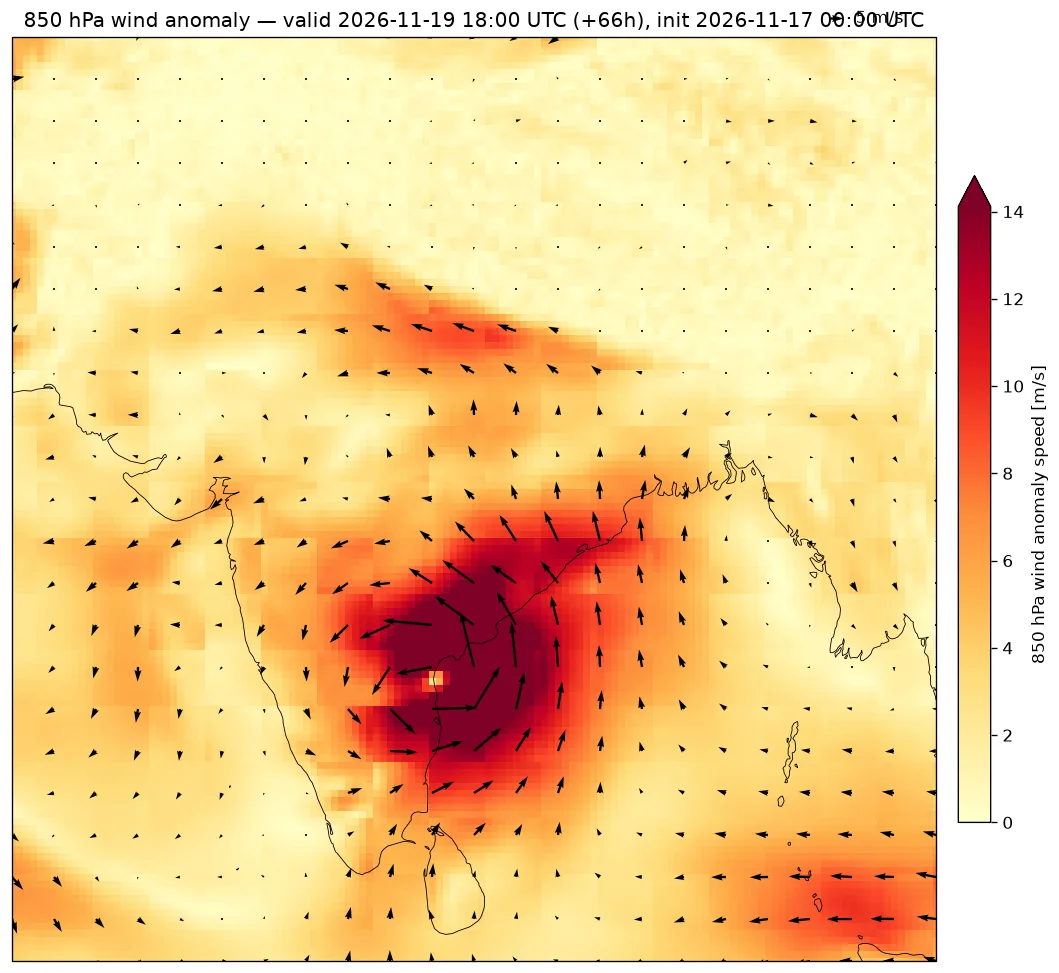 850 hPa wind anomaly — valid 2026-11-19 18:00 UTC (+66h), init 2026-11-17 00:00 UTC
5 m/s
14
12
10
8
6
4
2
0
850 hPa wind anomaly speed [m/s]